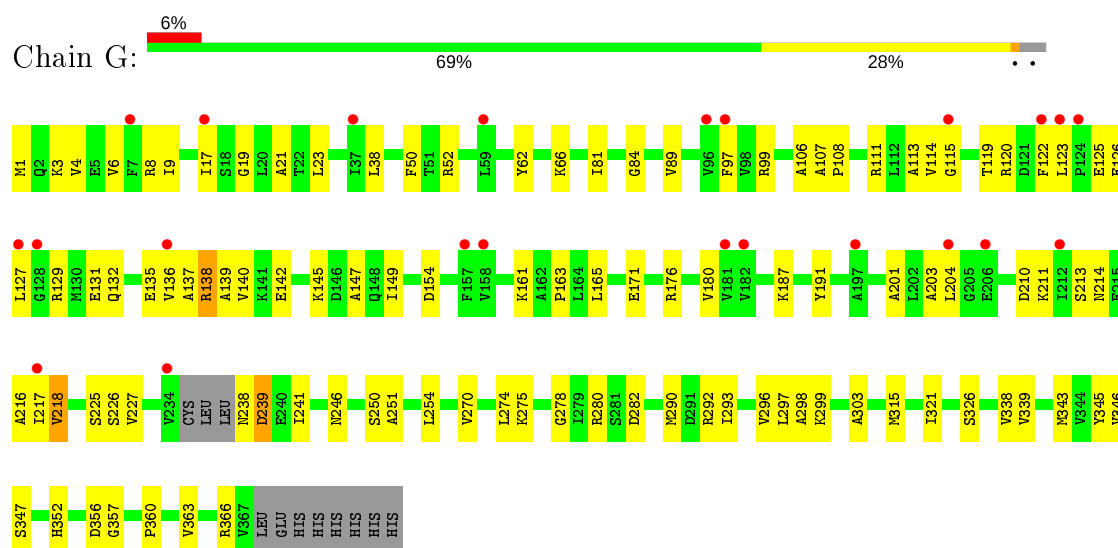 6%
Chain G:
69% 28% • •
M1 Q2 K3 V4 E5 V6 F7 R8 I9 I17 S18 G19 L20 A21 T22 L23 I37 L38 F50 T51 R52 L59 Y62 K66 I81 G84 V89 V96 F97 V98 R99 A106 A107 P108 R111 L112 A113 V114 G115 T119 R120 D121 F122 L123 P124 E125
L127 G128 R129 M130 E131 Q132 E135 V136 A137 R138 A139 V140 K141 E142 K145 D146 A147 Q148 I149 D154 F157 V158 K161 A162 P163 L164 L165 E171 R176 V180 V181 V182 K187 Y191 A197 A201 L202 A203 L204 G205 E206 D210 K211 I212 S213 N214
A216 I217 V218 S225 S226 V227 V234 CYS LEU LEU N238 D239 E240 I241 N246 S250 A251 L254 V270 L274 K275 G278 I279 R280 S281 D282 M290 D291 R292 I293 V296 L297 A298 K299 A303 M315 I321 S326 V338 V339 M343 V344 Y345
S347 H352 D356 G357 P360 V363 R366 V367 LEU GLU HIS HIS HIS HIS HIS HIS